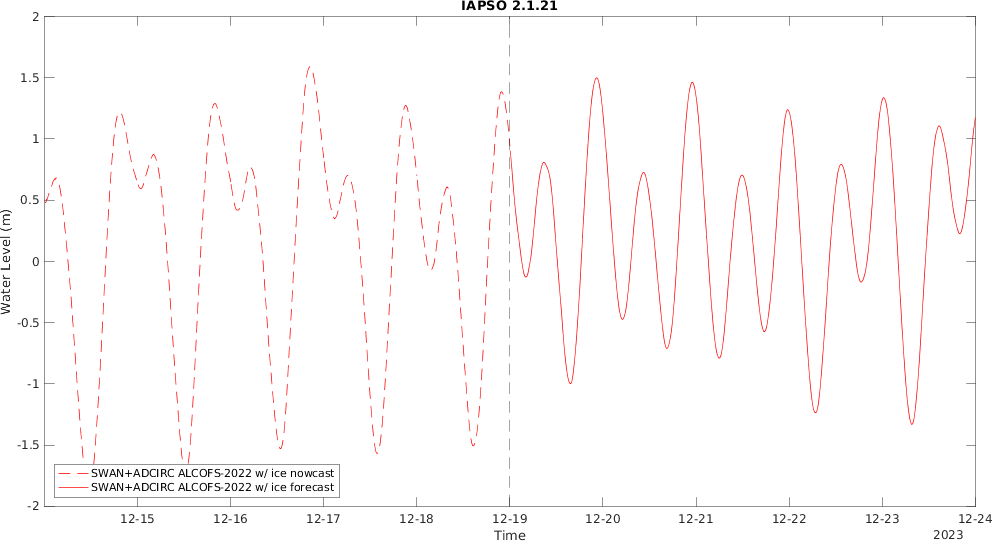 IAPSO 2.1.21
2
1.5
1
0.5
0
-0.5
-1
-1.5
-2
Water Level (m)
SWAN+ADCIRC ALCOFS-2022 w/ ice nowcast
SWAN+ADCIRC ALCOFS-2022 w/ ice forecast
12-15 12-16 12-17 12-18 12-19 12-20 12-21 12-22 12-23 12-24
Time
2023